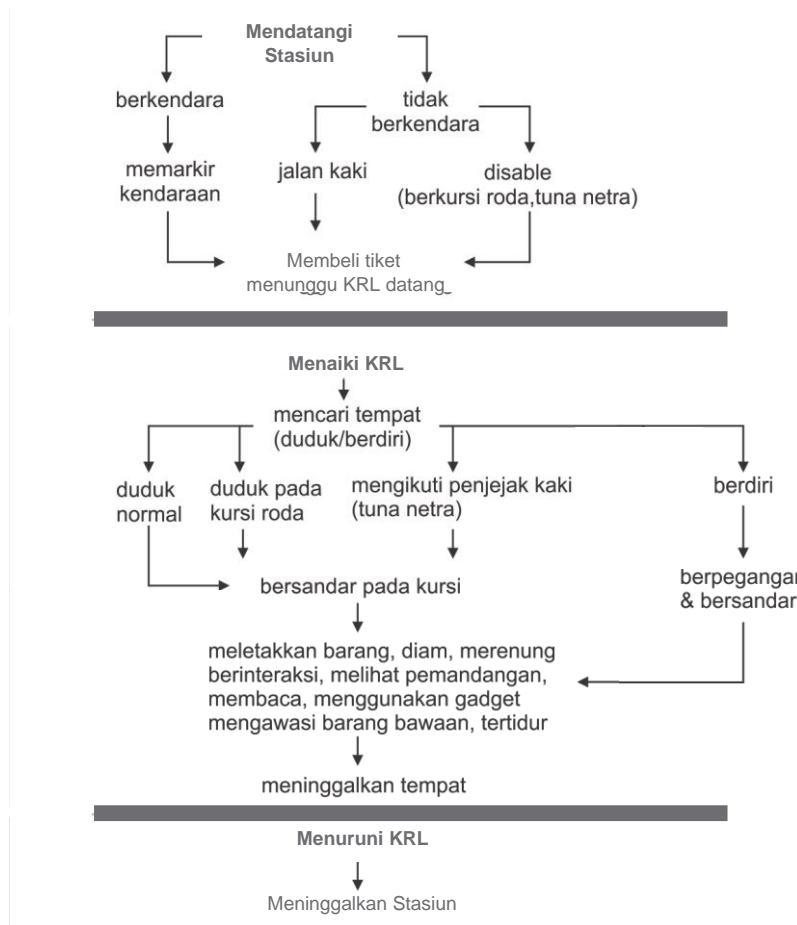 Mendatangi
Stasiun
berkendara
tidak
berkendara
memarkir
kendaraan
jalan kaki
disable
(berkursi roda,tuna netra)
Membeli tiket
menunggu KRL datang
Menaiki KRL
mencari tempat
(duduk/berdiri)
duduk
normal
duduk pada
kursi roda
mengikuti penjejak kaki
(tuna netra)
berdiri
bersandar pada kursi
berpegangan
& bersandar
meletakkan barang, diam, merenung
berinteraksi, melihat pemandangan,
membaca, menggunakan gadget
mengawasi barang bawaan, tertidur
meninggalkan tempat
Menuruni KRL
Meninggalkan Stasiun